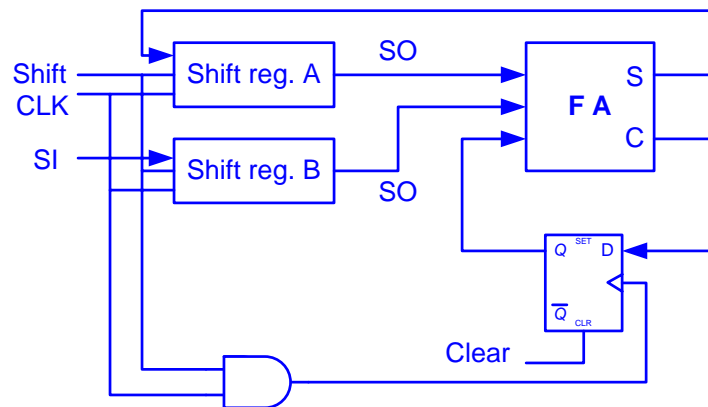 SO
Shift
Shift reg. A
S
CLK
F A
C
SI
Shift reg. B
SO
Q SET D
Q
CLR
Clear